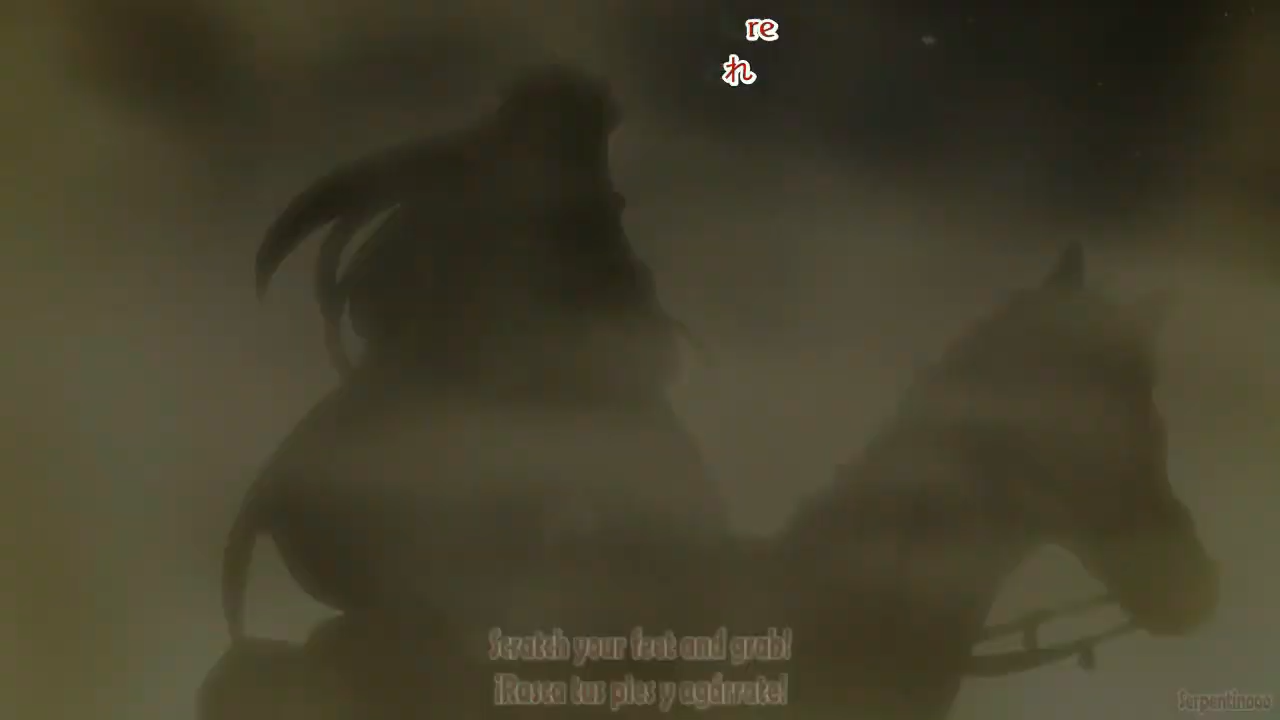 re
れ
Scratch your feet and grab!
¡Rasca tus pies y agárrate!
Serpentinooo